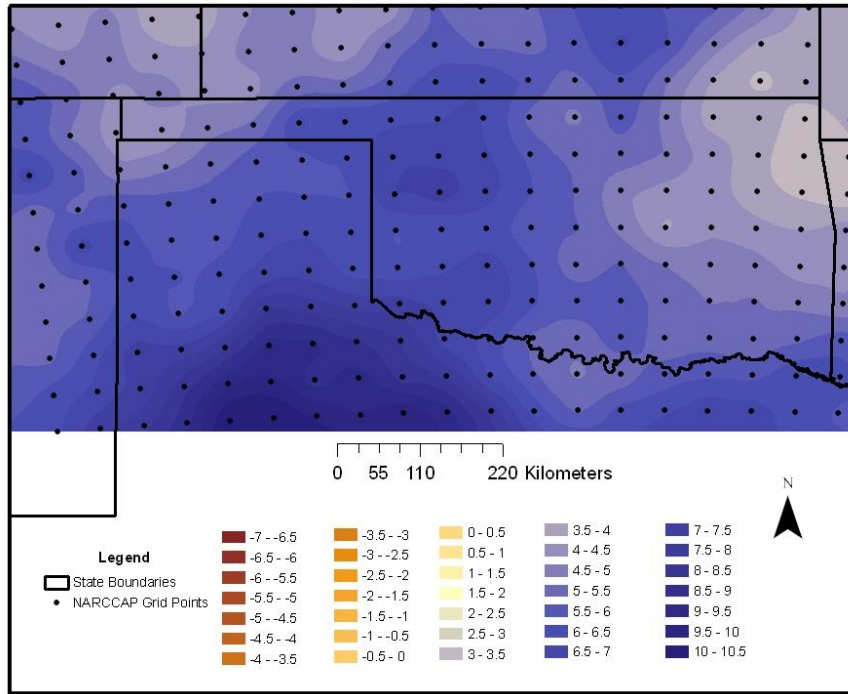 N
0 55 110 220 Kilometers
Legend
State Boundaries
NARCCAP Grid Points
-7 - -6.5
-6.5 - -6
-6 - -5.5
-5.5 - -5
-5 - -4.5
-4.5 - -4
-4 - -3.5
-3.5 - -3
-3 - -2.5
-2.5 - -2
-2 - -1.5
-1.5 - -1
-1 - -0.5
-0.5 - 0
0 - 0.5
0.5 - 1
1 - 1.5
1.5 - 2
2 - 2.5
2.5 - 3
3 - 3.5
3.5 - 4
4 - 4.5
4.5 - 5
5 - 5.5
5.5 - 6
6 - 6.5
6.5 - 7
7 - 7.5
7.5 - 8
8 - 8.5
8.5 - 9
9 - 9.5
9.5 - 10
10 - 10.5